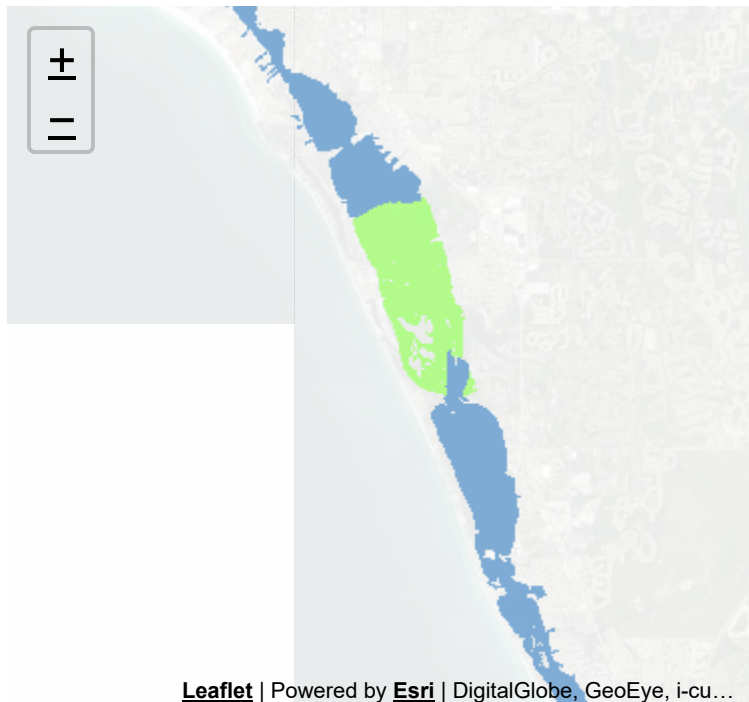 +
−
Leaflet | Powered by Esri | DigitalGlobe, GeoEye, i-cu…